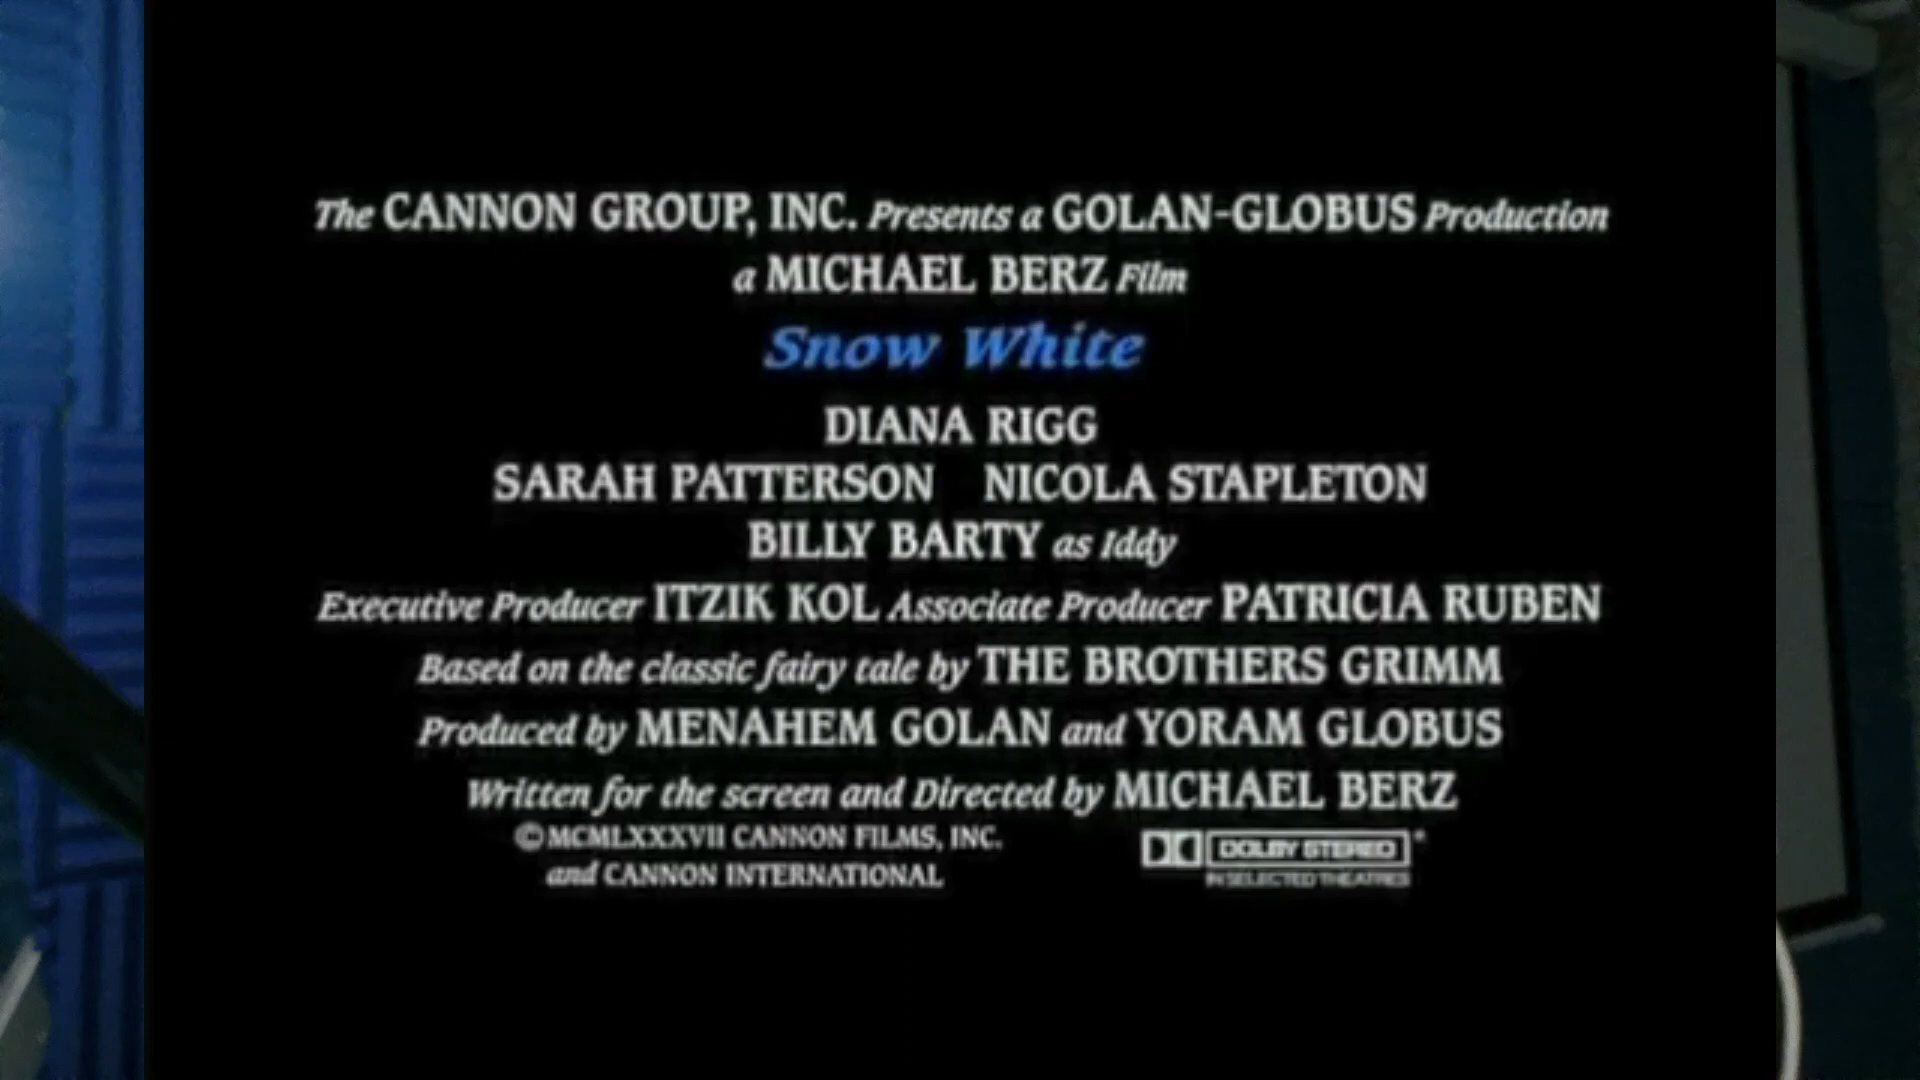 The CANNON GROUP, INC. Presents a GOLAN-GLOBUS Production
a MICHAEL BERZ Film
Snow White
DIANA RIGG
SARAH PATTERSON NICOLA STAPLETON
BILLY BARTY as Iddy
Executive Producer ITZIK KOL Associate Producer PATRICIA RUBEN
Based on the classic fairy tale by THE BROTHERS GRIMM
Produced by MENAHEM GOLAN and YORAM GLOBUS
Written for the screen and Directed by MICHAEL BERZ
©MCMLXXXVII CANNON FILMS, INC.
and CANNON INTERNATIONAL
DOLBY STEREO
IN SELECTED THEATRES